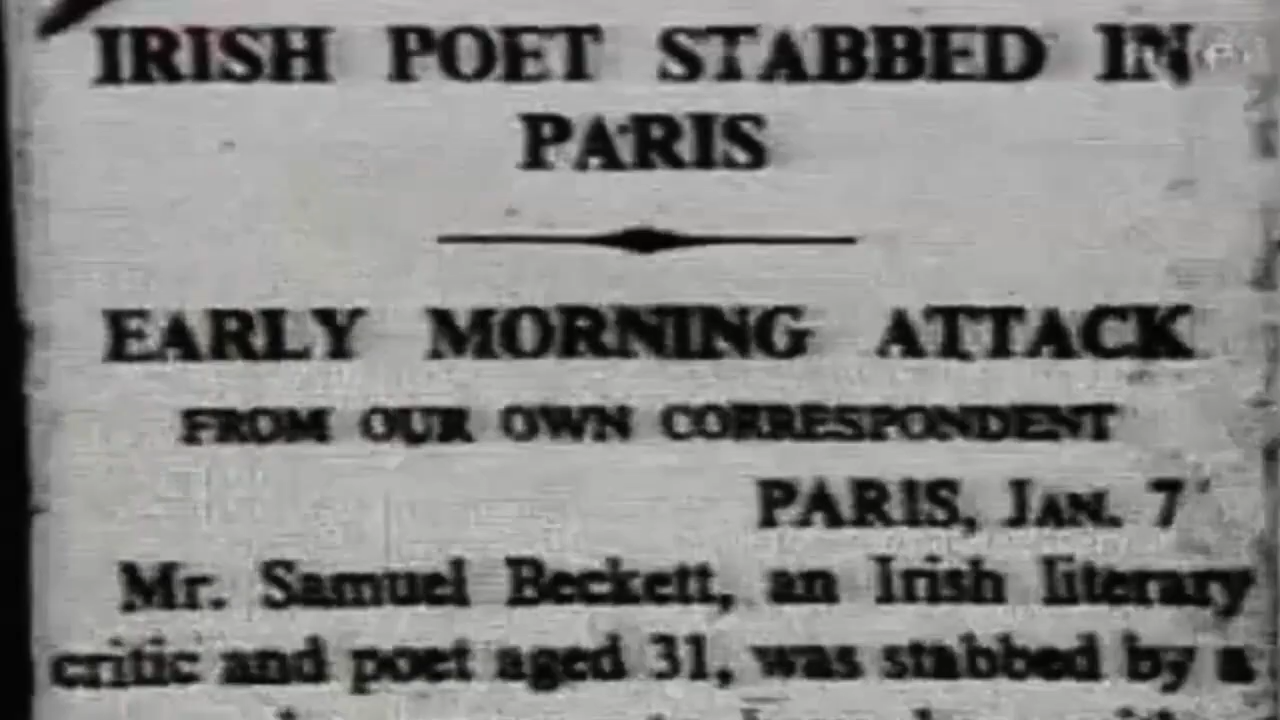 IRISH POET STABBED IN
PARIS
EARLY MORNING ATTACK
FROM OUR OWN CORRESPONDENT
PARIS, JAN. 7
Mr. Samuel Beckett, an Irish literary
critic and poet aged 31, was stabbed by a